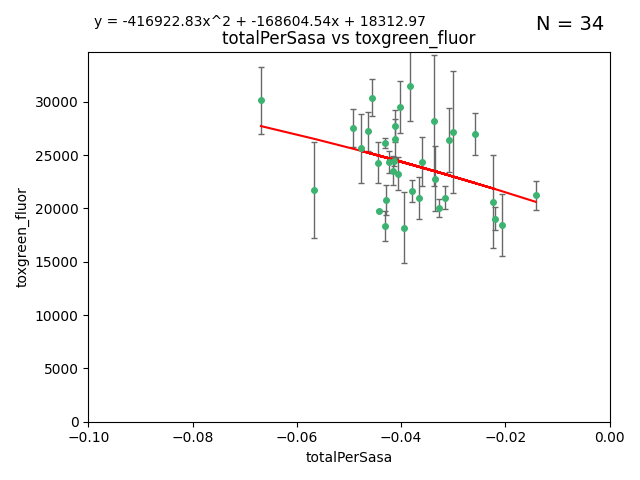 y = -416922.83x^2 + -168604.54x + 18312.97
N = 34
totalPerSasa vs toxgreen_fluor
toxgreen_fluor
30000
25000
20000
15000
10000
5000
0
−0.10
−0.08
−0.06
−0.04
−0.02
0.00
totalPerSasa